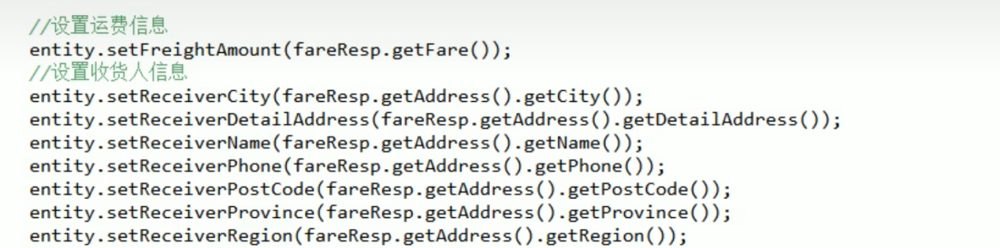 //设置运费信息
entity.setFreightAmount(fareResp.getFare());
//设置收货人信息
entity.setReceiverCity(fareResp.getAddress().getCity());
entity.setReceiverDetailAddress(fareResp.getAddress().getDetailAddress());
entity.setReceiverName(fareResp.getAddress().getName());
entity.setReceiverPhone(fareResp.getAddress().getPhone());
entity.setReceiverPostCode(fareResp.getAddress().getPostCode());
entity.setReceiverProvince(fareResp.getAddress().getProvince());
entity.setReceiverRegion(fareResp.getAddress().getRegion());